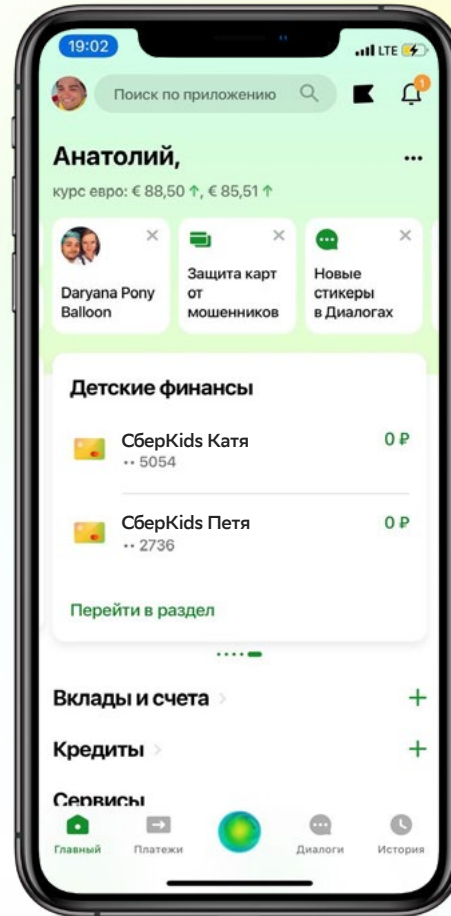 19:02
LTE
Поиск по приложению
1
Анатолий,
курс евро: € 88,50 ↑, € 85,51 ↑
Daryana Pony
Balloon
Защита карт
от
мошенников
Новые
стикеры
в Диалогах
Детские финансы
СберKids Катя
0 ₽
•• 5054
СберKids Петя
0 ₽
•• 2736
Перейти в раздел
Вклады и счета
Кредиты
Сервисы
Главный
Платежи
Диалоги
История